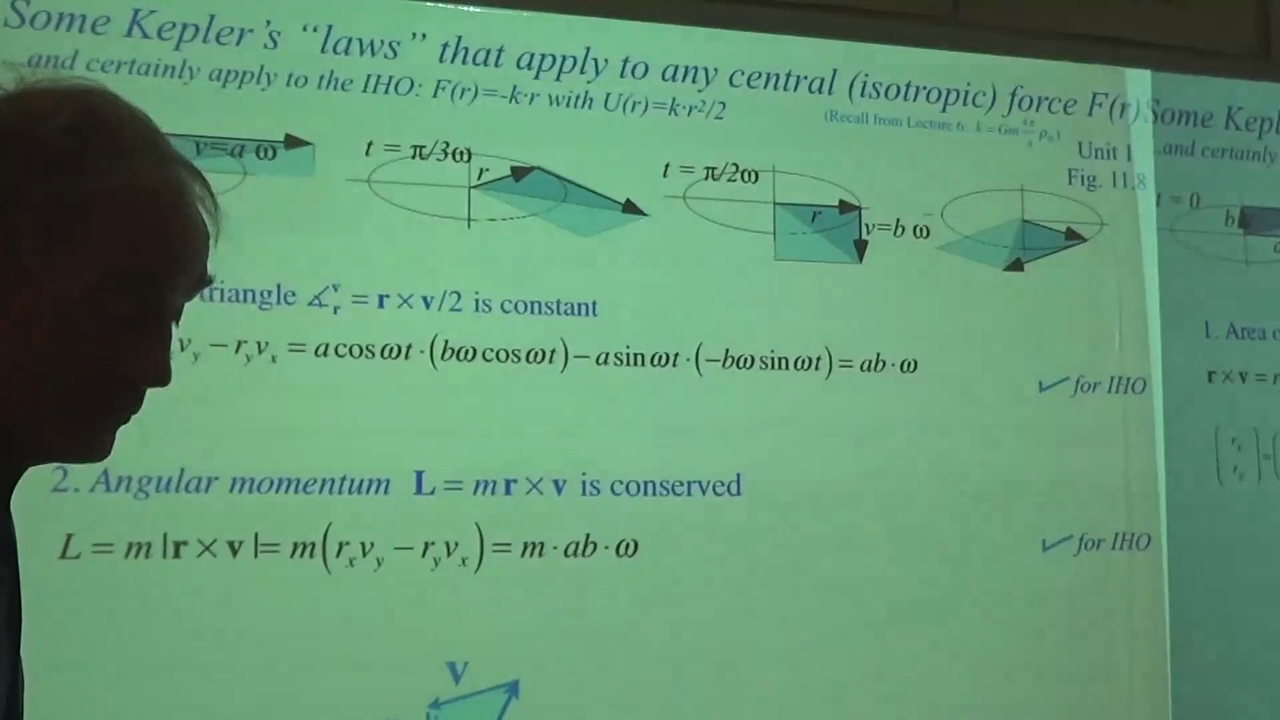 Some Kepler's “laws” that apply to any central (isotropic) force F(r)
...and certainly apply to the IHO: F(r)=-k·r with U(r)=k·r²/2
(Recall from Lecture 6: k = Gm
Unit 1
Fig. 11.8
v=a ω
t = π/3ω
r
t = π/2ω
r
v=b ω
triangle ∡ᵥᵣ = r × v/2 is constant
v_y − r_y v_x = a cos ωt · (bω cos ωt) − a sin ωt · (−bω sin ωt) = ab · ω
✓ for IHO
2. Angular momentum L = m r × v is conserved
L = m |r × v| = m(r_x v_y − r_y v_x) = m · ab · ω
✓ for IHO
V
Some Kepl
...and certainly
t = 0
b
1. Area o
r × v = r